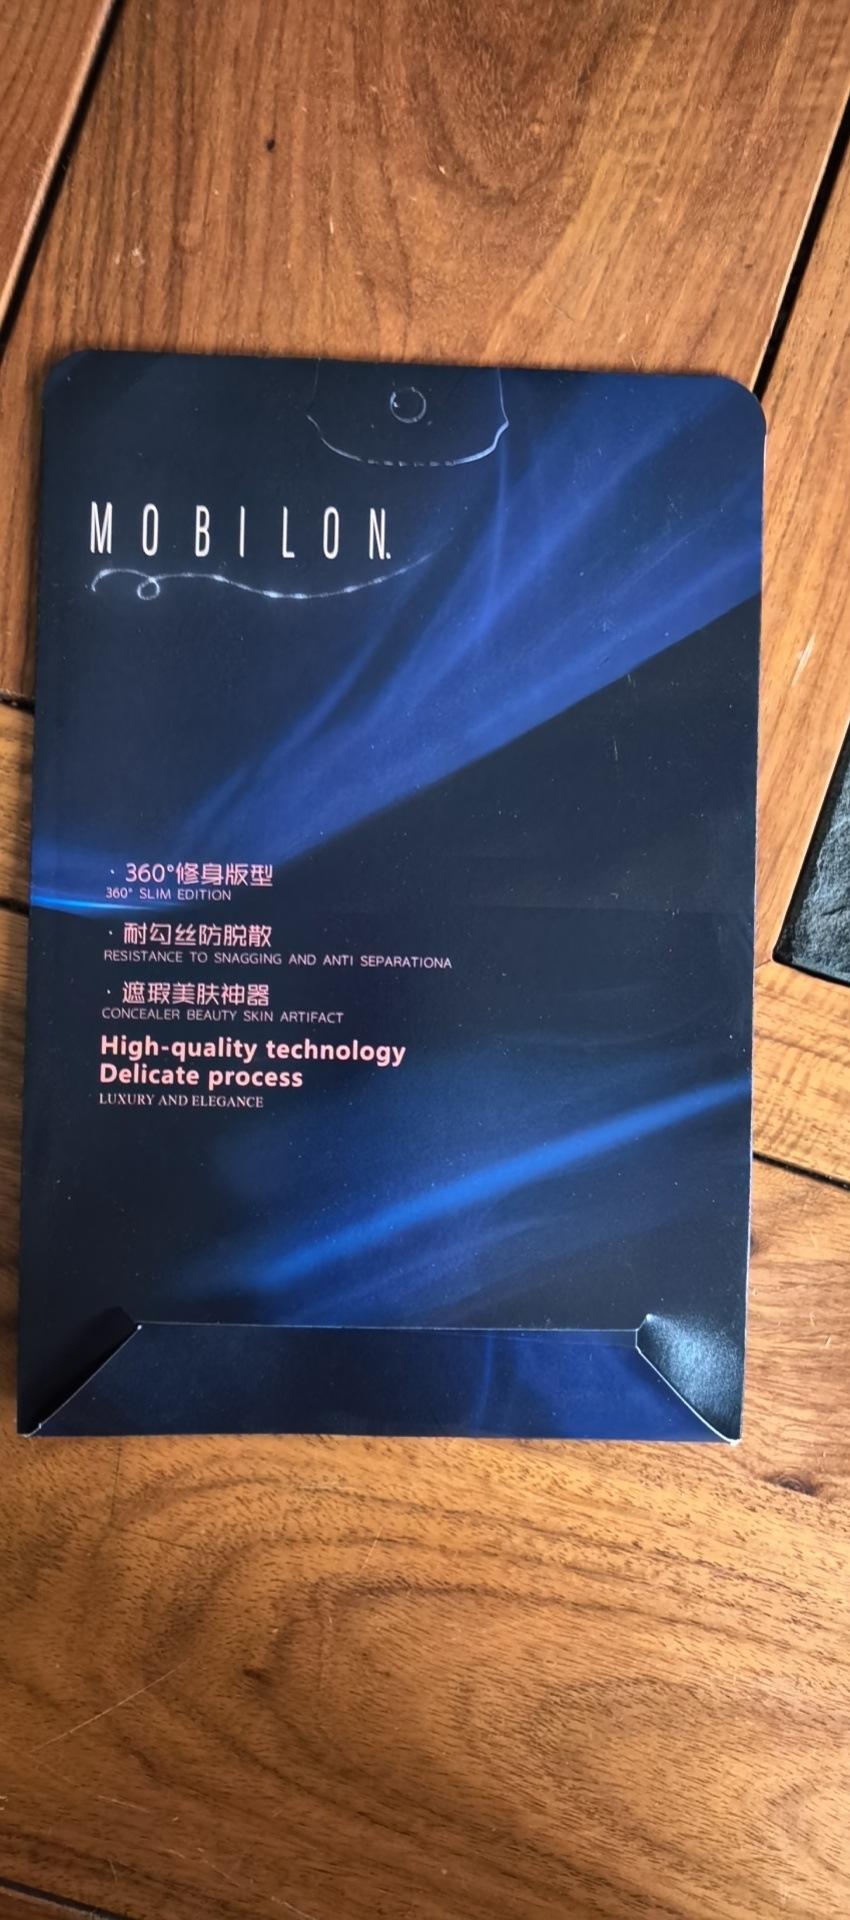 MOBILON.
· 360°修身版型
360° SLIM EDITION
· 耐勾丝防脱散
RESISTANCE TO SNAGGING AND ANTI SEPARATIONA
· 遮瑕美肤神器
CONCEALER BEAUTY SKIN ARTIFACT
High-quality technology
Delicate process
LUXURY AND ELEGANCE